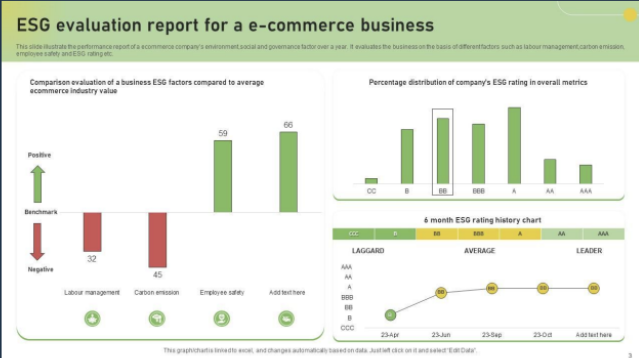 ESG evaluation report for a e-commerce business
This slide illustrate the performance report of a ecommerce company's environment,social and governance factor over a year. It evaluates the business on the basis of different factors such as labour management,carbon emission,
employee safety and ESG rating etc.
Comparison evaluation of a business ESG factors compared to average
ecommerce industry value
Positive
Benchmark
Negative
32
45
59
66
Labour management
Carbon emission
Employee safety
Add text here
Percentage distribution of company's ESG rating in overall metrics
CC
B
BB
BBB
A
AA
AAA
6 month ESG rating history chart
CCC
B
BB
BBB
A
AA
AAA
LAGGARD
AVERAGE
LEADER
AAA
AA
A
BBB
BB
B
CCC
BB
BB
BB
BB
23-Apr
23-Jun
23-Sep
23-Oct
Add text here
This graph/chart is linked to excel, and changes automatically based on data. Just left click on it and select "Edit Data".
3